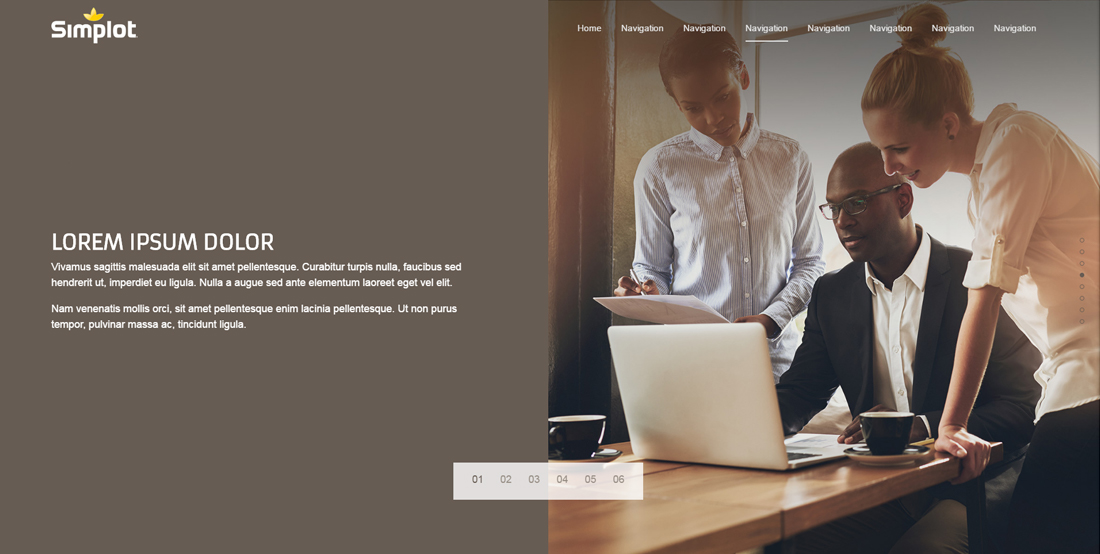 Simplot
Home Navigation Navigation Navigation Navigation Navigation Navigation Navigation
LOREM IPSUM DOLOR
Vivamus sagittis malesuada elit sit amet pellentesque. Curabitur turpis nulla, faucibus sed
hendrerit ut, imperdiet eu ligula. Nulla a augue sed ante elementum laoreet eget vel elit.
Nam venenatis mollis orci, sit amet pellentesque enim lacinia pellentesque. Ut non purus
tempor, pulvinar massa ac, tincidunt ligula.
01 02 03 04 05 06